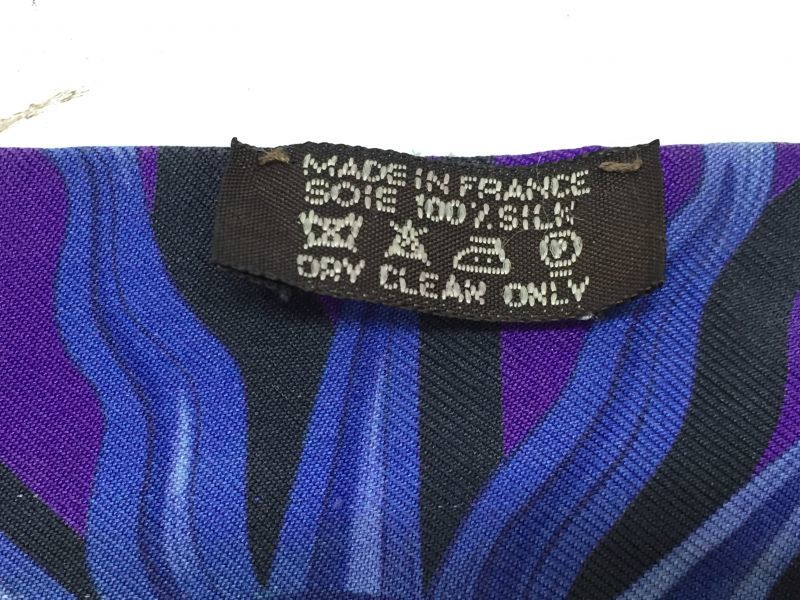 MADE IN FRANCE
SOIE 100% SILK
DRY CLEAN ONLY